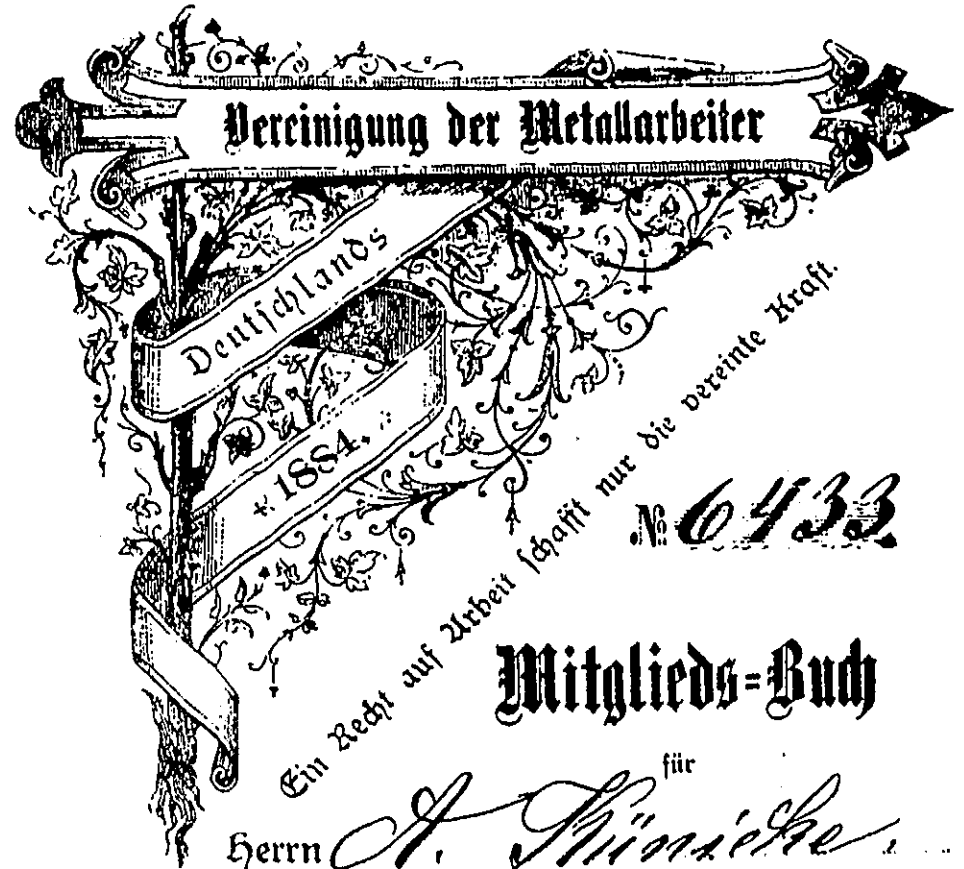 Vereinigung der Metallarbeiter
Deutschlands
1884.
Ein Recht auf Arbeit schafft nur die vereinte Kraft.
№ 6433
Mitglieds=Buch
für
Herrn A.